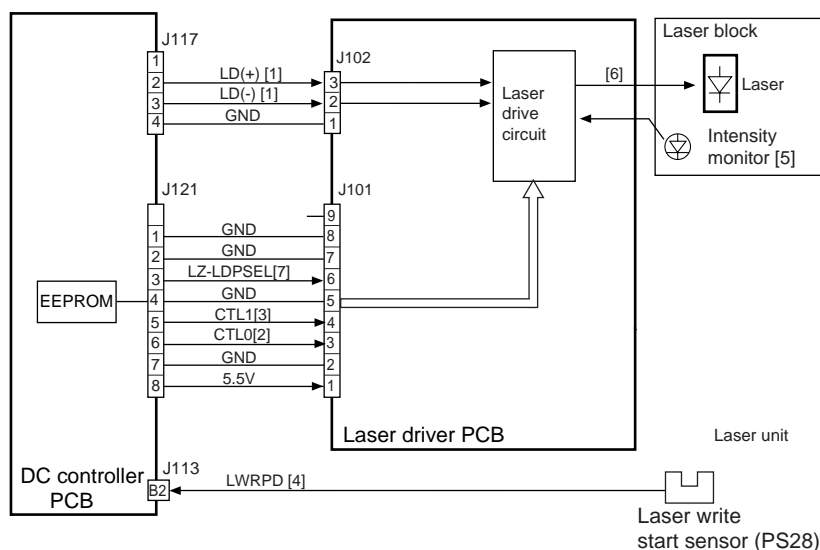 J117
1
2
3
4
LD(+) [1]
LD(-) [1]
GND
J102
3
2
1
Laser
drive
circuit
[6]
Laser block
Laser
Intensity
monitor [5]
J121
1
2
3
4
5
6
7
8
GND
GND
LZ-LDPSEL[7]
GND
CTL1[3]
CTL0[2]
GND
5.5V
J101
9
8
7
6
5
4
3
2
1
EEPROM
Laser driver PCB
Laser unit
DC controller
PCB
J113
B2
LWRPD [4]
Laser write
start sensor (PS28)